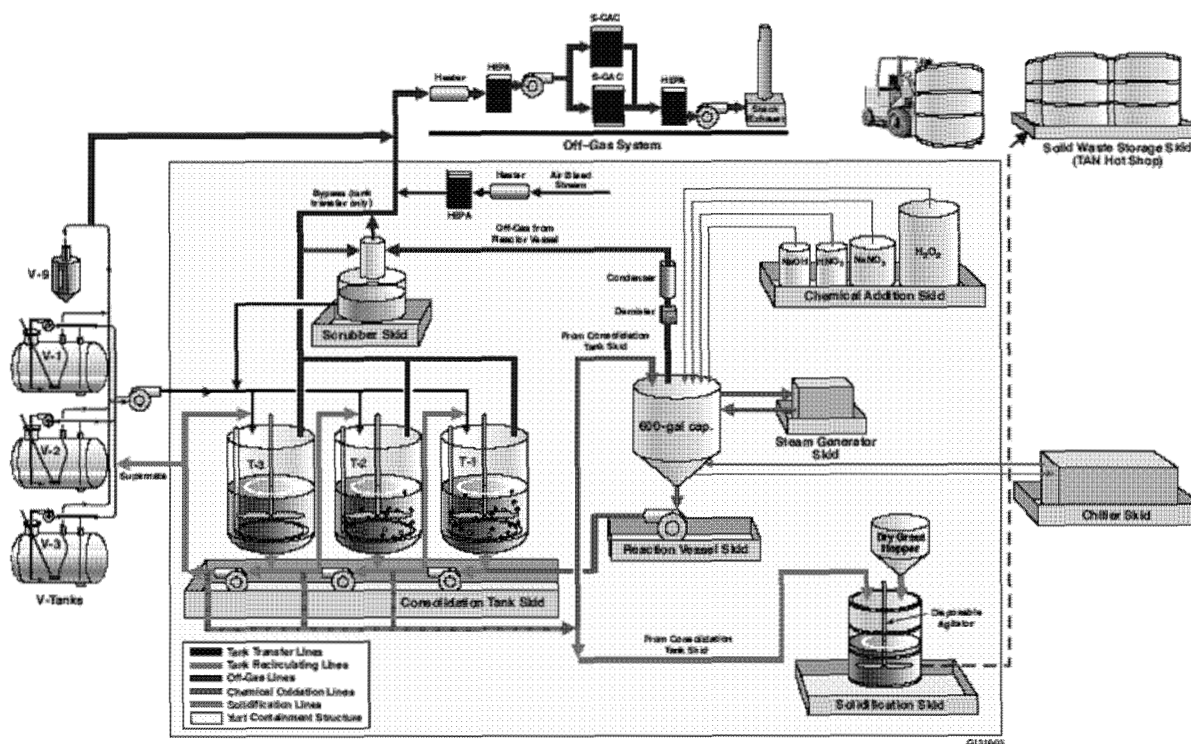 S-GAC
Heater
HEPA
S-GAC
HEPA
Stack
Exhaust
Off-Gas System
Solid Waste Storage Skid
(TAN Hot Shop)
Bypass (tank
transfer only)
Heater
Air Bleed
Stream
HEPA
Off-Gas from
Reactor Vessel
V-9
NaOH
HNO3
H2O2
Chemical Addition Skid
Condenser
Demister
Scrubber Skid
From Consolidation
Tank Skid
V-1
V-2
V-3
V-Tanks
Supernate
T-3
T-2
T-1
600-gal cap.
Steam Generator
Skid
Chiller Skid
Reaction Vessel Skid
Dry Grout
Hopper
Disposable
Agitator
Consolidation Tank Skid
From Consolidation
Tank Skid
Solidification Skid
Tank Transfer Lines
Tank Recirculating Lines
Off-Gas Lines
Chemical Oxidation Lines
Solidification Lines
Yurt Containment Structure